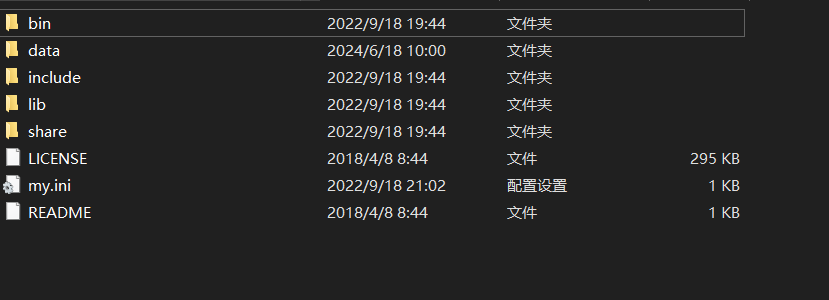 bin 2022/9/18 19:44 文件夹
data 2024/6/18 10:00 文件夹
include 2022/9/18 19:44 文件夹
lib 2022/9/18 19:44 文件夹
share 2022/9/18 19:44 文件夹
LICENSE 2018/4/8 8:44 文件 295 KB
my.ini 2022/9/18 21:02 配置设置 1 KB
README 2018/4/8 8:44 文件 1 KB